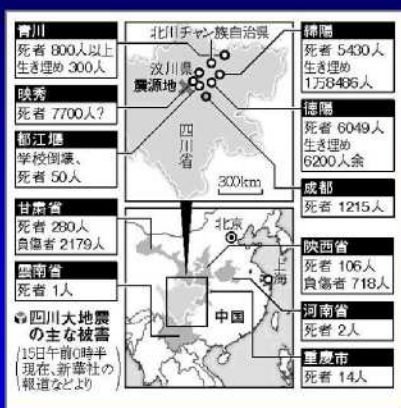 青川
死者 800人以上
生き埋め 300人
映秀
死者 7700人?
都江堰
学校倒壊、
死者 50人
甘粛省
死者 280人
負傷者 2179人
雲南省
死者 1人
四川大地震
の主な被害
(15日午前0時半
現在、新華社の
報道などより)
北川チャン族自治県
汶川県
震源地
四川省
300km
北京
上海
中国
綿陽
死者 5430人
生き埋め
1万8486人
徳陽
死者 6049人
生き埋め
6200人余
成都
死者 1215人
陝西省
死者 106人
負傷者 718人
河南省
死者 2人
重慶市
死者 14人